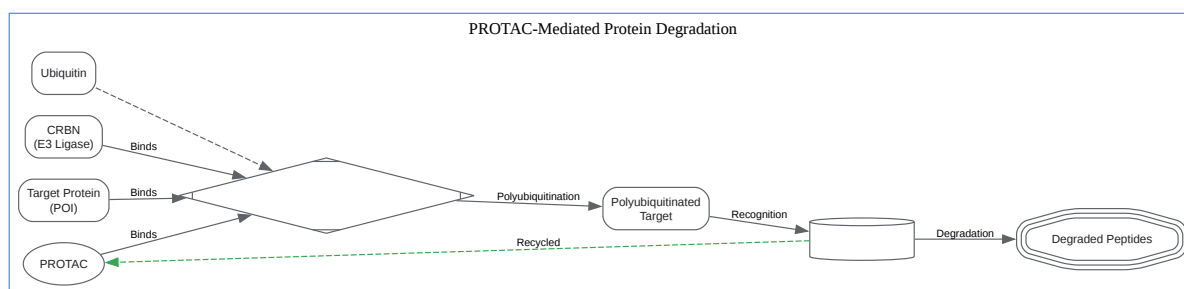 PROTAC-Mediated Protein Degradation
Ubiquitin
CRBN
(E3 Ligase)
Binds
Target Protein
(POI)
Binds
Binds
PROTAC
Polyubiquitination
Polyubiquitinated
Target
Recognition
Recycled
Degradation
Degraded Peptides